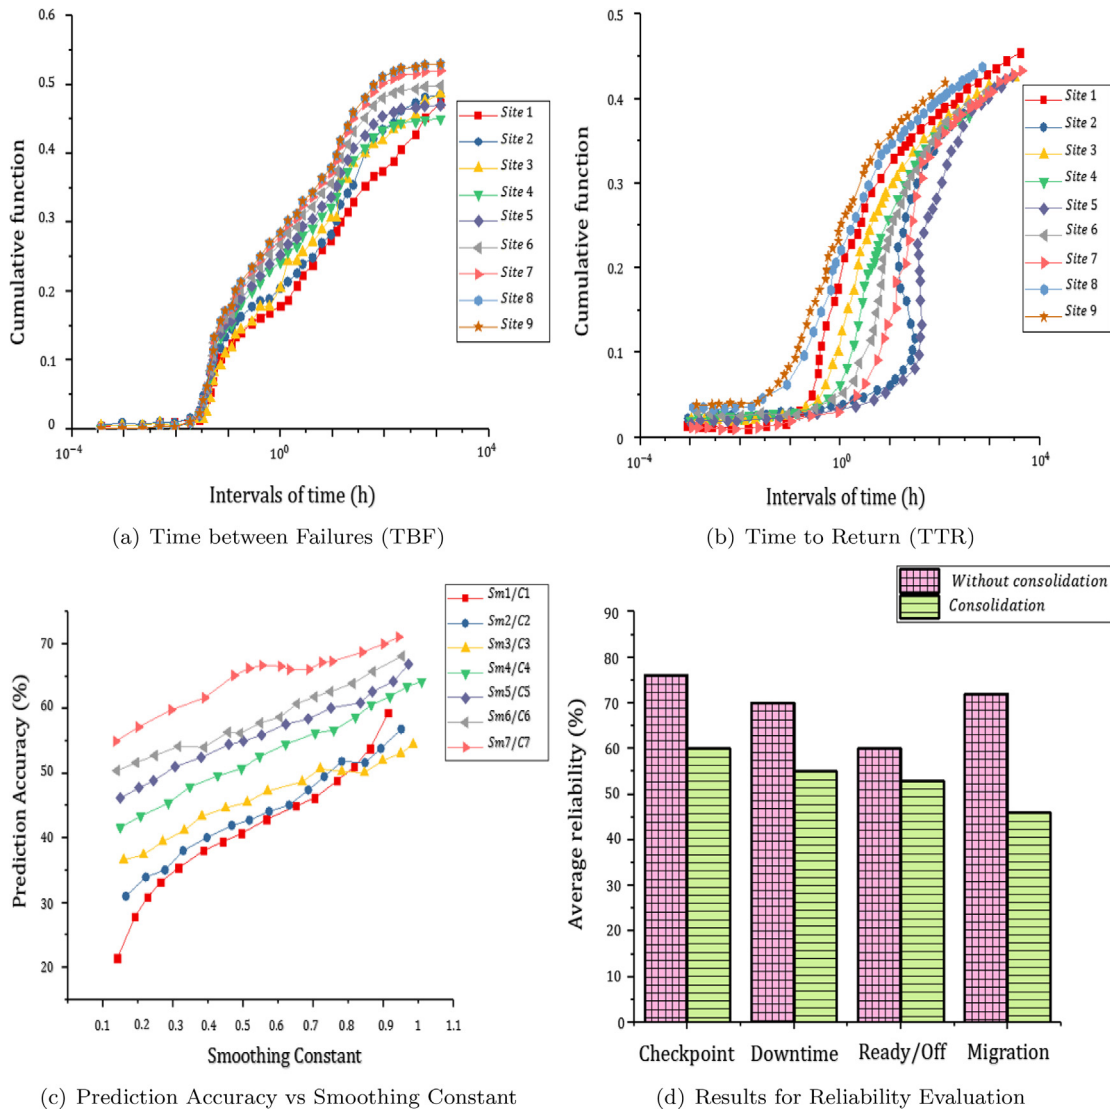 0.6
0.5
0.4
0.3
0.2
0.1
0
Cumulative function
10⁻⁴
10⁰
10⁴
Intervals of time (h)
Site 1
Site 2
Site 3
Site 4
Site 5
Site 6
Site 7
Site 8
Site 9
(a) Time between Failures (TBF)
0.5
0.4
0.3
0.2
0.1
0
Cumulative function
10⁻⁴
10⁰
10⁴
Intervals of time (h)
Site 1
Site 2
Site 3
Site 4
Site 5
Site 6
Site 7
Site 8
Site 9
(b) Time to Return (TTR)
70
60
50
40
30
20
Prediction Accuracy (%)
0.1 0.2 0.3 0.4 0.5 0.6 0.7 0.8 0.9 1 1.1
Smoothing Constant
Sm1/C1
Sm2/C2
Sm3/C3
Sm4/C4
Sm5/C5
Sm6/C6
Sm7/C7
(c) Prediction Accuracy vs Smoothing Constant
Without consolidation
Consolidation
90
80
70
60
50
40
30
20
10
0
Average reliability (%)
Checkpoint Downtime Ready/Off Migration
(d) Results for Reliability Evaluation